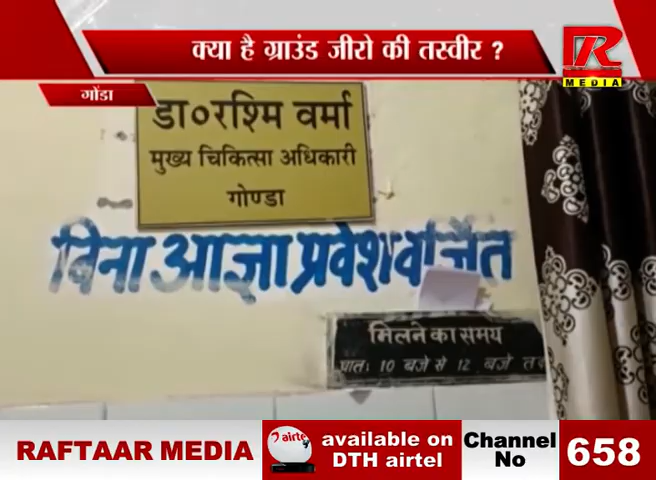 क्या है ग्राउंड जीरो की तस्वीर ?
R
MEDIA
गोंडा
डा०रश्मि वर्मा
मुख्य चिकित्सा अधिकारी
गोण्डा
बिना आज्ञा प्रवेश वर्जित
मिलने का समय
प्रातः 10 बजे से 12 बजे तक
RAFTAAR MEDIA
airtel
available on
DTH airtel
Channel
No
658